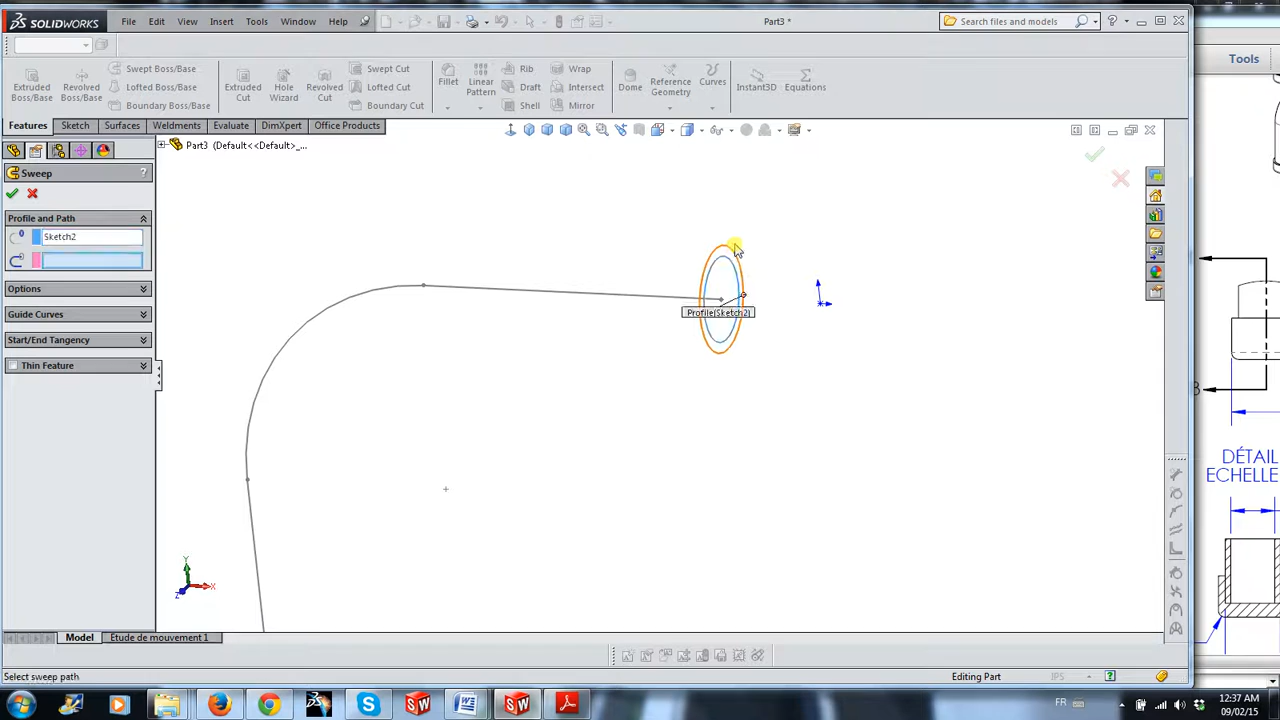 SOLIDWORKS File Edit View Insert Tools Window Help Part3 * Search files and models
Tools
Extruded Boss/Base
Revolved Boss/Base
Swept Boss/Base
Lofted Boss/Base
Boundary Boss/Base
Extruded Cut
Hole Wizard
Revolved Cut
Swept Cut
Lofted Cut
Boundary Cut
Fillet
Linear Pattern
Rib
Draft
Shell
Wrap
Intersect
Mirror
Dome
Reference Geometry
Curves
Instant3D
Equations
Features Sketch Surfaces Weldments Evaluate DimXpert Office Products
Part3 (Default<<Default>_...
Sweep ?
Profile and Path
Sketch2
Options
Guide Curves
Start/End Tangency
Thin Feature
Profile(Sketch2)
DÉTAIL
ECHELLE
Y
X
Z
Model Etude de mouvement 1
Select sweep path Editing Part IPS
FR 12:37 AM
09/02/15